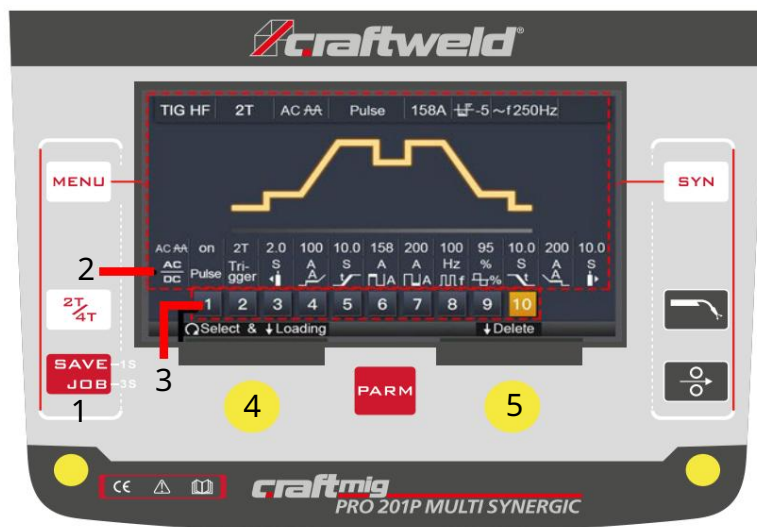 craftweld®
TIG HF 2T AC Pulse 158A -5 ~f250Hz
MENU
SYN
AC on 2T 2.0 100 10.0 158 200 100 95 10.0 200 10.0
AC DC Pulse Tri-gger S A S A A Hz % S A S
A A A f % A
2
1 2 3 4 5 6 7 8 9 10
Select & ↓Loading ↓Delete
3
2T/4T
SAVE -1S
JOB -3S
1
4
PARM
5
CE
craftmig
PRO 201P MULTI SYNERGIC